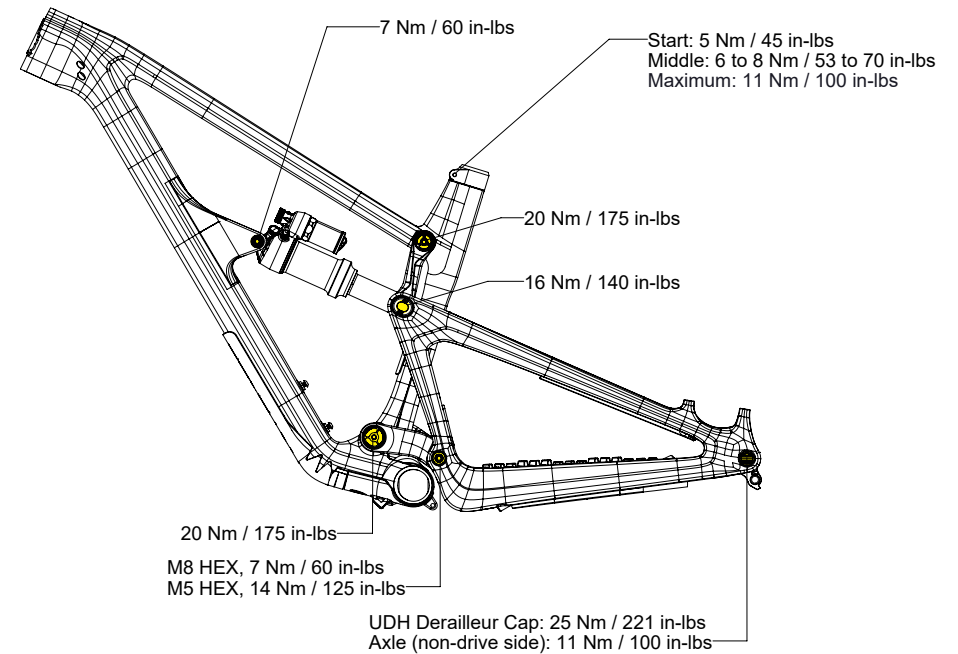 7 Nm / 60 in-lbs
Start: 5 Nm / 45 in-lbs
Middle: 6 to 8 Nm / 53 to 70 in-lbs
Maximum: 11 Nm / 100 in-lbs
20 Nm / 175 in-lbs
16 Nm / 140 in-lbs
20 Nm / 175 in-lbs
M8 HEX, 7 Nm / 60 in-lbs
M5 HEX, 14 Nm / 125 in-lbs
UDH Derailleur Cap: 25 Nm / 221 in-lbs
Axle (non-drive side): 11 Nm / 100 in-lbs